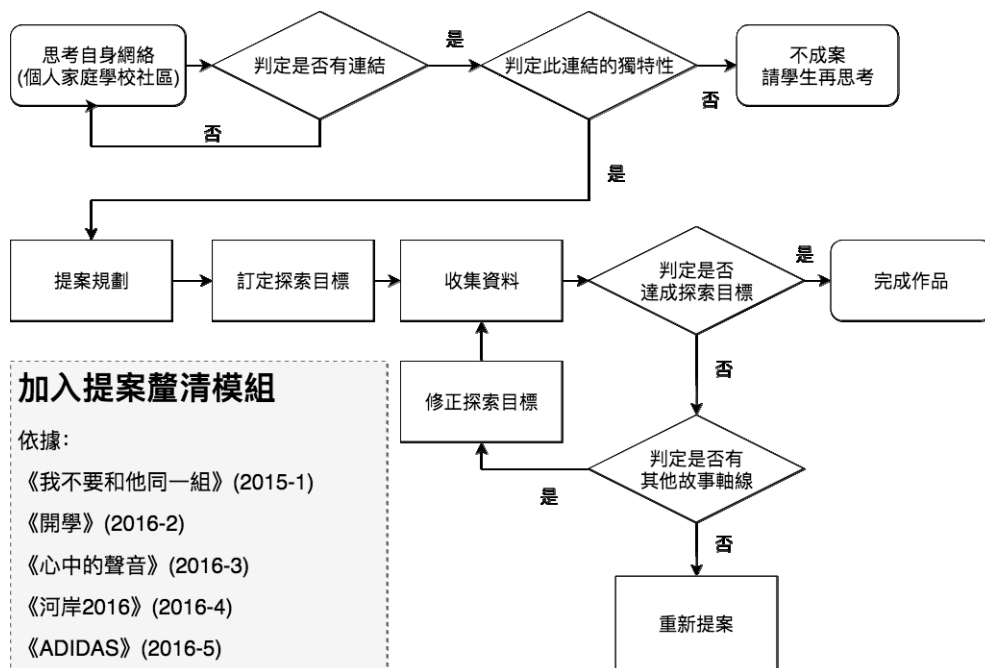 思考自身網絡
(個人家庭學校社區)
判定是否有連結
是
判定此連結的獨特性
否
不成案
請學生再思考
否
是
提案規劃
訂定探索目標
收集資料
判定是否
達成探索目標
是
完成作品
否
修正探索目標
判定是否有
其他故事軸線
是
否
重新提案
加入提案釐清模組
依據：
《我不要和他同一組》(2015-1)
《開學》(2016-2)
《心中的聲音》(2016-3)
《河岸2016》(2016-4)
《ADIDAS》(2016-5)